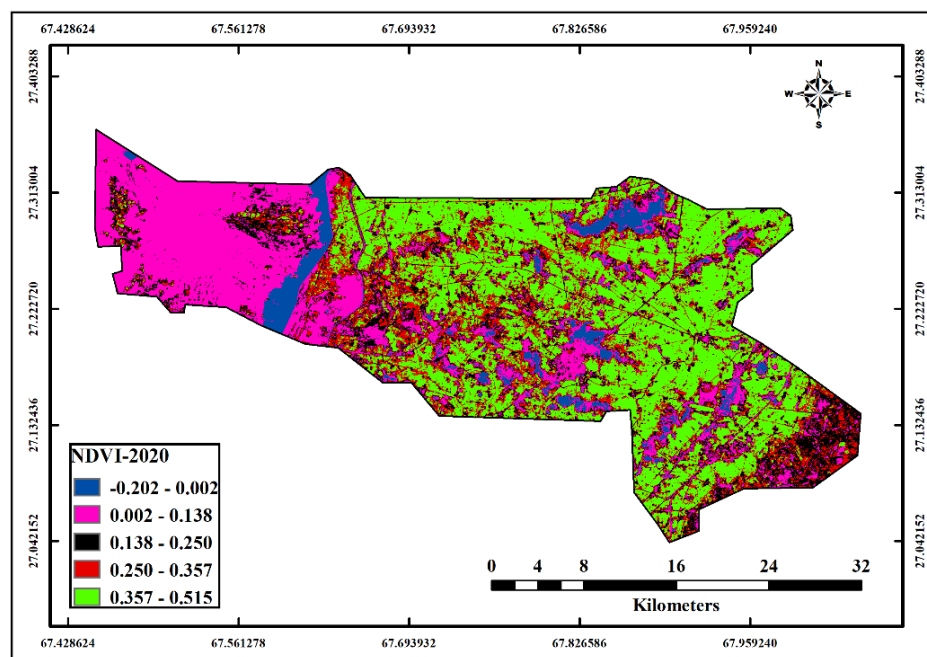 67.428624 67.561278 67.693932 67.826586 67.959240
27.403288 27.403288
N
W E
S
27.313004 27.313004
27.222720 27.222720
27.132436 27.132436
27.042152 27.042152
NDVI-2020
-0.202 - 0.002
0.002 - 0.138
0.138 - 0.250
0.250 - 0.357
0.357 - 0.515
0 4 8 16 24 32
Kilometers
67.428624 67.561278 67.693932 67.826586 67.959240